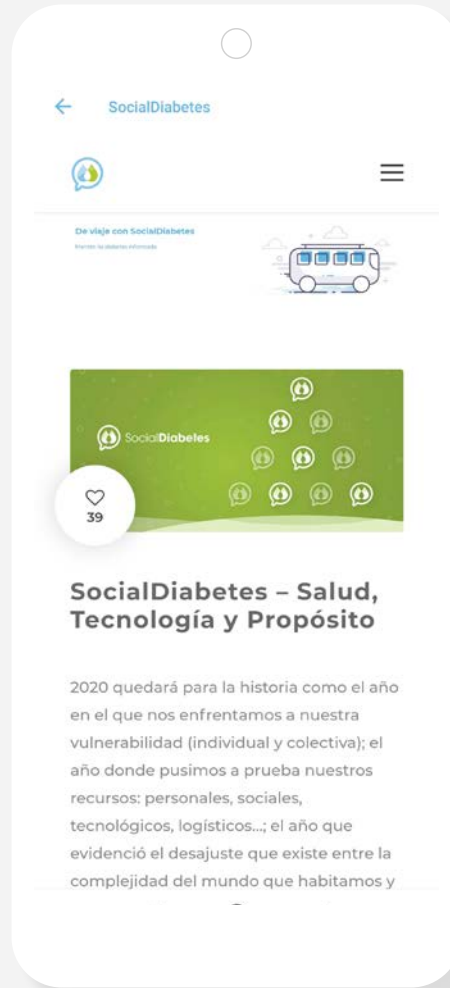 SocialDiabetes
De viaje con SocialDiabetes
SocialDiabetes
39
SocialDiabetes – Salud,
Tecnología y Propósito
2020 quedará para la historia como el año
en el que nos enfrentamos a nuestra
vulnerabilidad (individual y colectiva); el
año donde pusimos a prueba nuestros
recursos: personales, sociales,
tecnológicos, logísticos...; el año que
evidenció el desajuste que existe entre la
complejidad del mundo que habitamos y